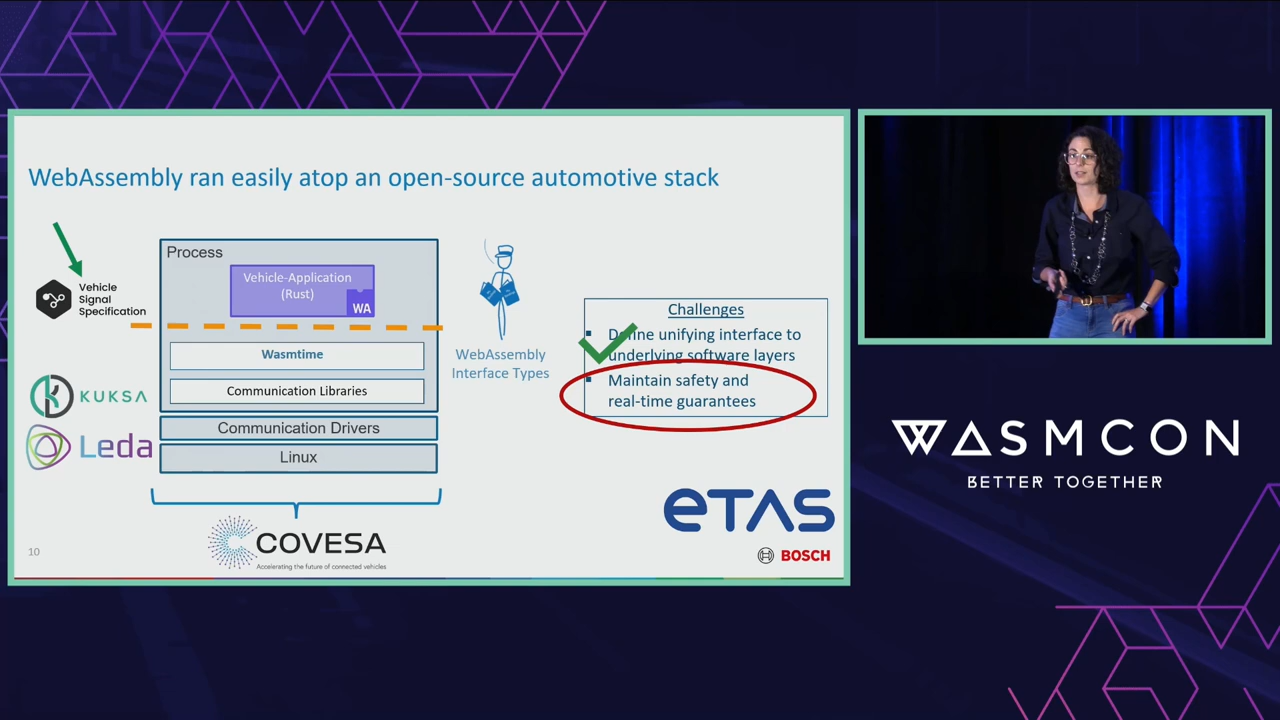 WebAssembly ran easily atop an open-source automotive stack
Process
Vehicle-Application
(Rust)
WA
Vehicle
Signal
Specification
Wasmtime
Communication Libraries
KUKSA
Communication Drivers
Leda
Linux
WebAssembly
Interface Types
Challenges
▪ Define unifying interface to
underlying software layers
▪ Maintain safety and
real-time guarantees
COVESA
Accelerating the future of connected vehicles
10
eTAS
BOSCH
WASMCON
BETTER TOGETHER